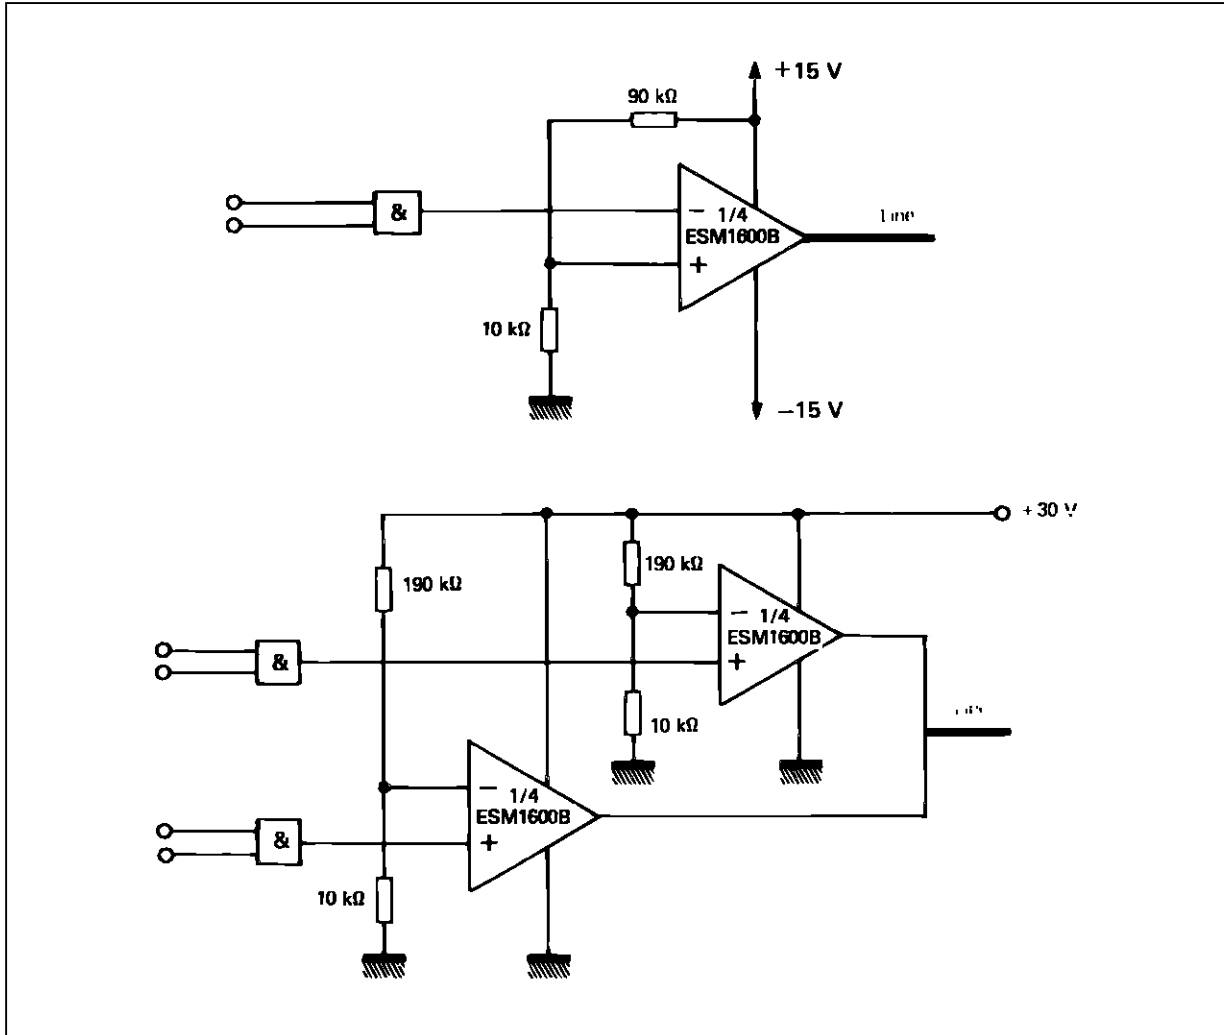 +15 V
90 kΩ
&
− 1/4
ESM1600B
+
Line
10 kΩ
−15 V
+ 30 V
190 kΩ
190 kΩ
− 1/4
ESM1600B
+
&
10 kΩ
− 1/4
ESM1600B
+
&
10 kΩ